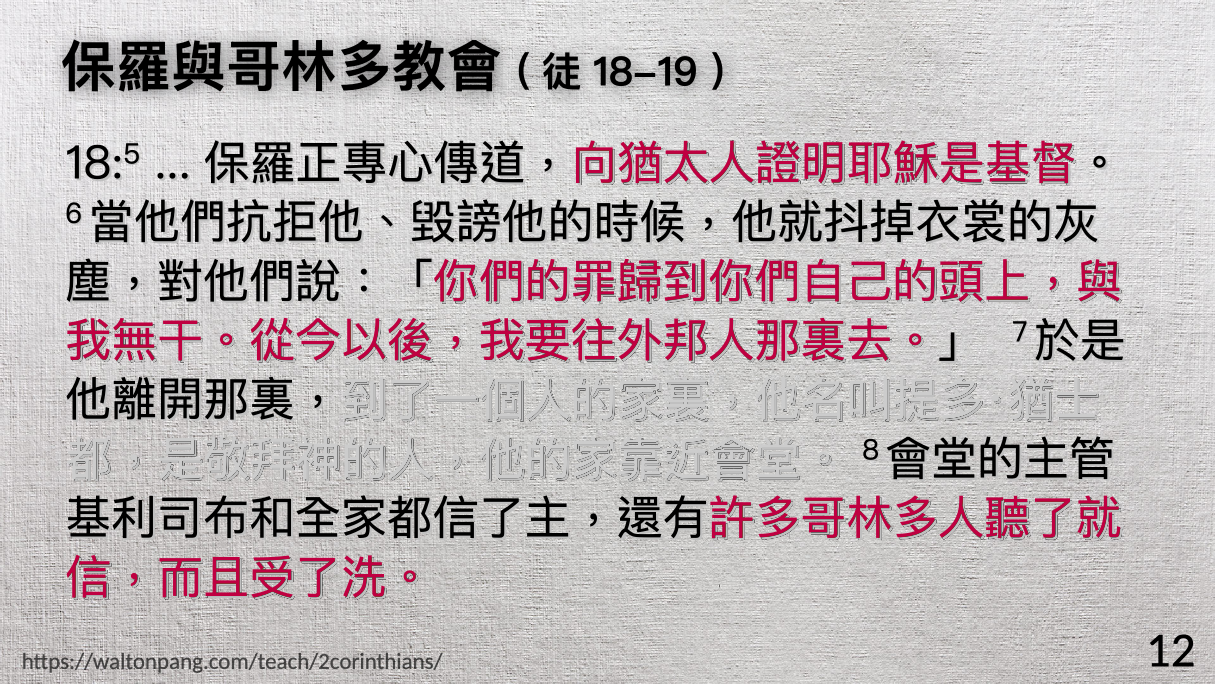 保羅與哥林多教會（徒 18–19）
18:⁵ ... 保羅正專心傳道，向猶太人證明耶穌是基督。
⁶當他們抗拒他、毀謗他的時候，他就抖掉衣裳的灰
塵，對他們說：「你們的罪歸到你們自己的頭上，與
我無干。從今以後，我要往外邦人那裏去。」 ⁷於是
他離開那裏，到了一個人的家裏，他名叫提多·猶士
都，是敬拜神的人，他的家靠近會堂。 ⁸會堂的主管
基利司布和全家都信了主，還有許多哥林多人聽了就
信，而且受了洗。
https://waltonpang.com/teach/2corinthians/
12